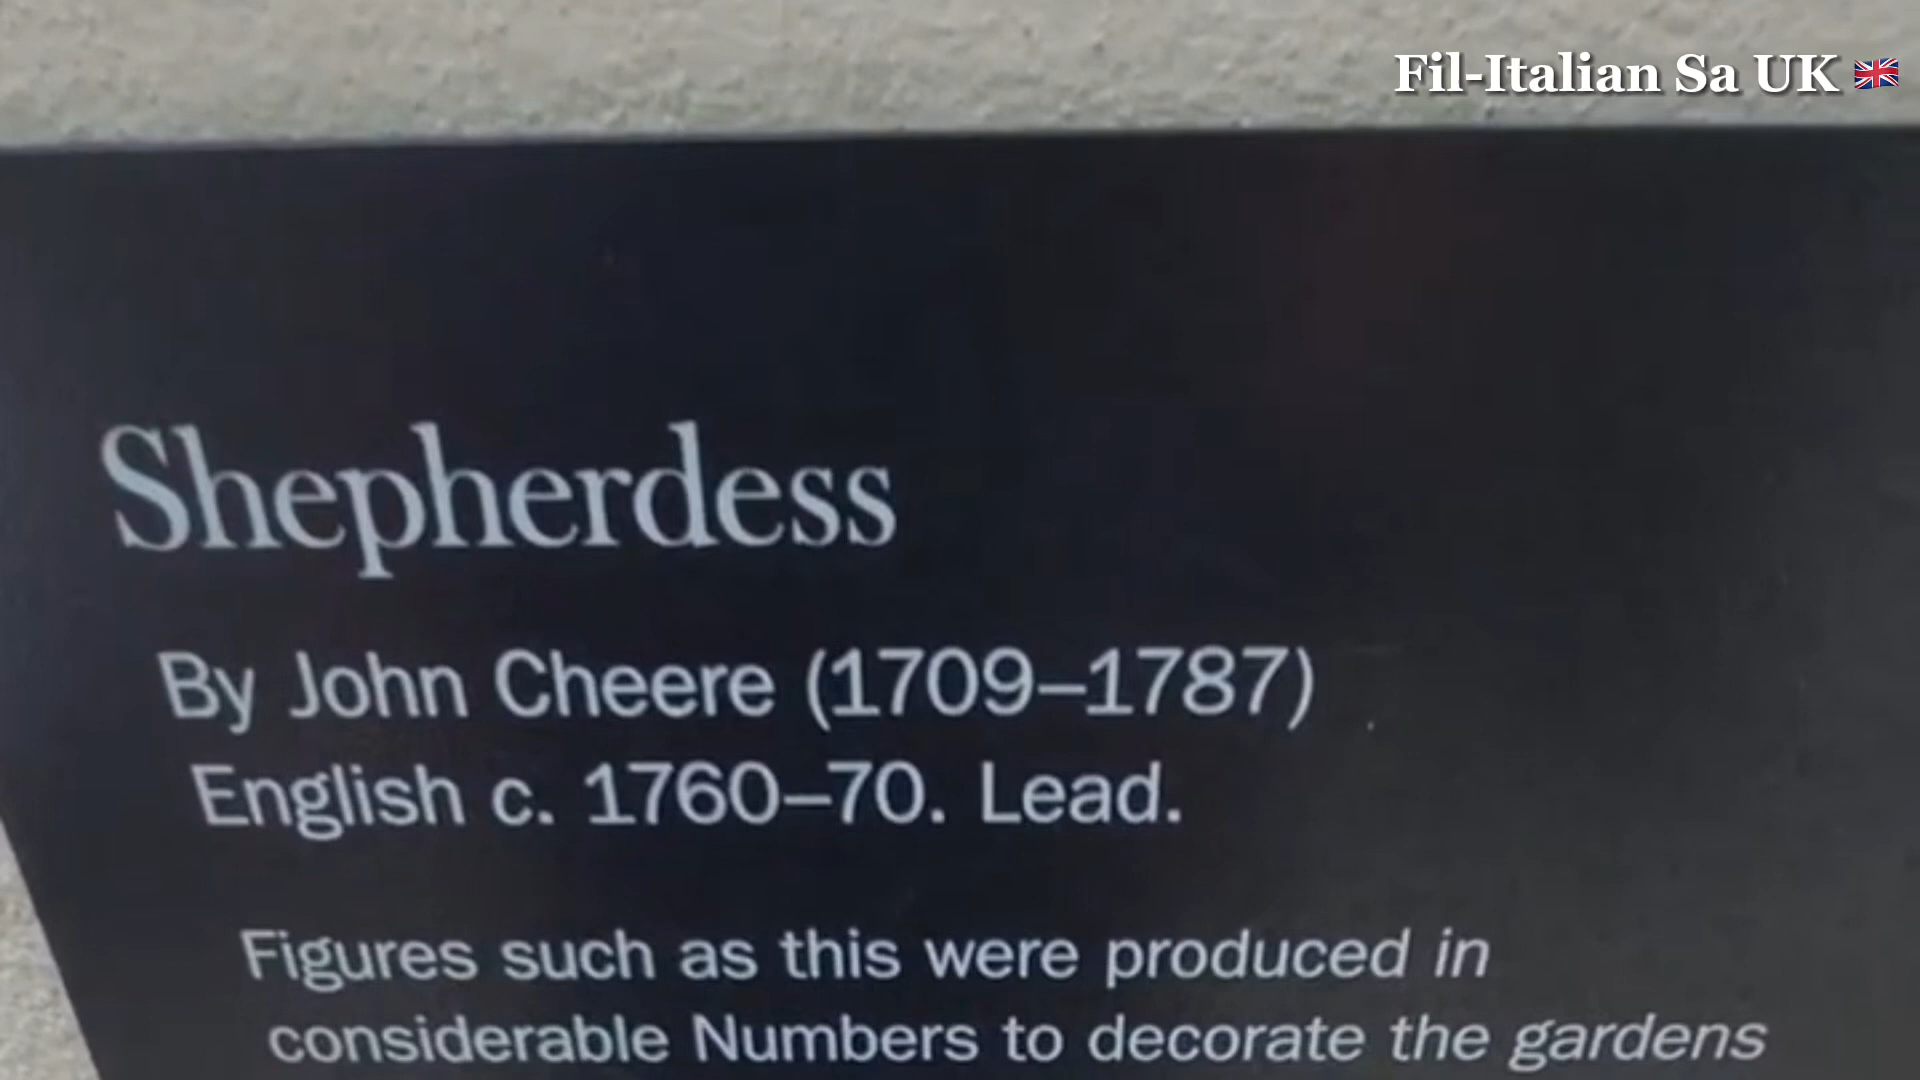 Fil-Italian Sa UK 🇬🇧
Shepherdess
By John Cheere (1709–1787)
English c. 1760–70. Lead.
Figures such as this were produced in
considerable Numbers to decorate the gardens